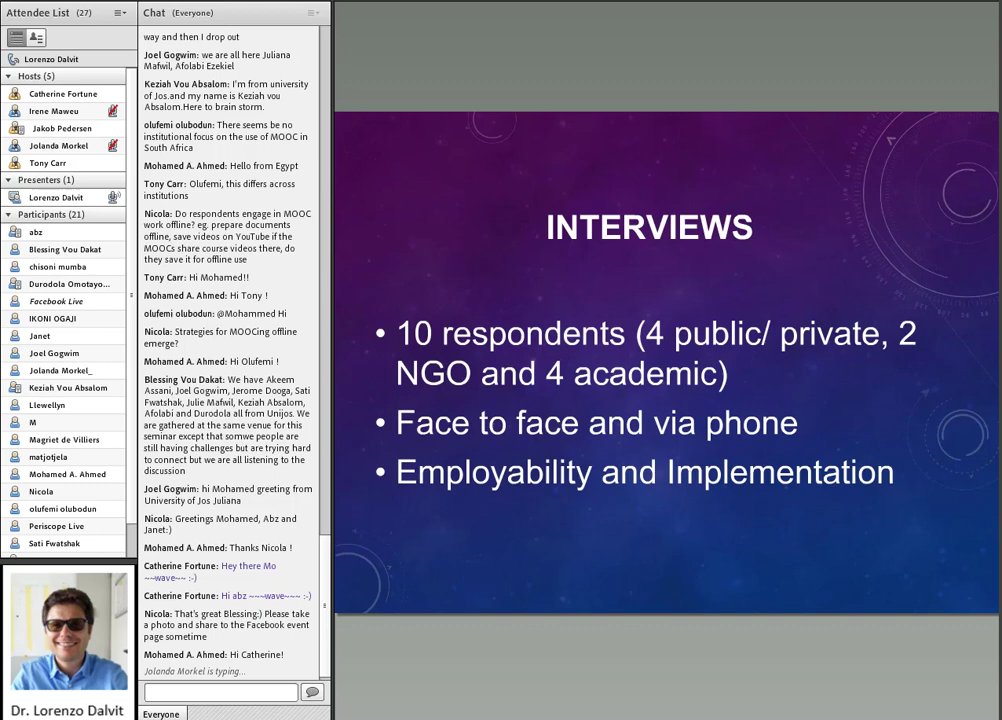 Attendee List (27)
Lorenzo Dalvit
Hosts (5)
Catherine Fortune
Irene Maweu
Jakob Pedersen
Jolanda Morkel
Tony Carr
Presenters (1)
Lorenzo Dalvit
Participants (21)
abz
Blessing Vou Dakat
chisoni mumba
Durodola Omotayo...
Facebook Live
IKONI OGAJI
Janet
Joel Gogwim
Jolanda Morkel_
Keziah Vou Absalom
Llewellyn
M
Magriet de Villiers
matjotjela
Mohamed A. Ahmed
Nicola
olufemi olubodun
Periscope Live
Sati Fwatshak
Dr. Lorenzo Dalvit
Chat (Everyone)
way and then I drop out
Joel Gogwim: we are all here Juliana
Mafwil, Afolabi Ezekiel
Keziah Vou Absalom: I'm from university
of Jos.and my name is Keziah vou
Absalom.Here to brain storm.
olufemi olubodun: There seems be no
institutional focus on the use of MOOC in
South Africa
Mohamed A. Ahmed: Hello from Egypt
Tony Carr: Olufemi, this differs across
institutions
Nicola: Do respondents engage in MOOC
work offline? eg. prepare documents
offline, save videos on YouTube if the
MOOCs share course videos there, do
they save it for offline use
Tony Carr: Hi Mohamed!!
Mohamed A. Ahmed: Hi Tony !
olufemi olubodun: @Mohammed Hi
Nicola: Strategies for MOOCing offline
emerge?
Mohamed A. Ahmed: Hi Olufemi !
Blessing Vou Dakat: We have Akeem
Assani, Joel Gogwim, Jerome Dooga, Sati
Fwatshak, Julie Mafwil, Keziah Absalom,
Afolabi and Durodola all from Unijos. We
are gathered at the same venue for this
seminar except that somwe people are
still having challenges but are trying hard
to connect but we are all listening to the
discussion
Joel Gogwim: hi Mohamed greeting from
University of Jos Juliana
Nicola: Greetings Mohamed, Abz and
Janet:)
Mohamed A. Ahmed: Thanks Nicola !
Catherine Fortune: Hey there Mo
~~wave~~ :-)
Catherine Fortune: Hi abz ~~~wave~~~ :-)
Nicola: That's great Blessing:) Please take
a photo and share to the Facebook event
page sometime
Mohamed A. Ahmed: Hi Catherine!
Jolanda Morkel is typing...
Everyone
INTERVIEWS
• 10 respondents (4 public/ private, 2
NGO and 4 academic)
• Face to face and via phone
• Employability and Implementation